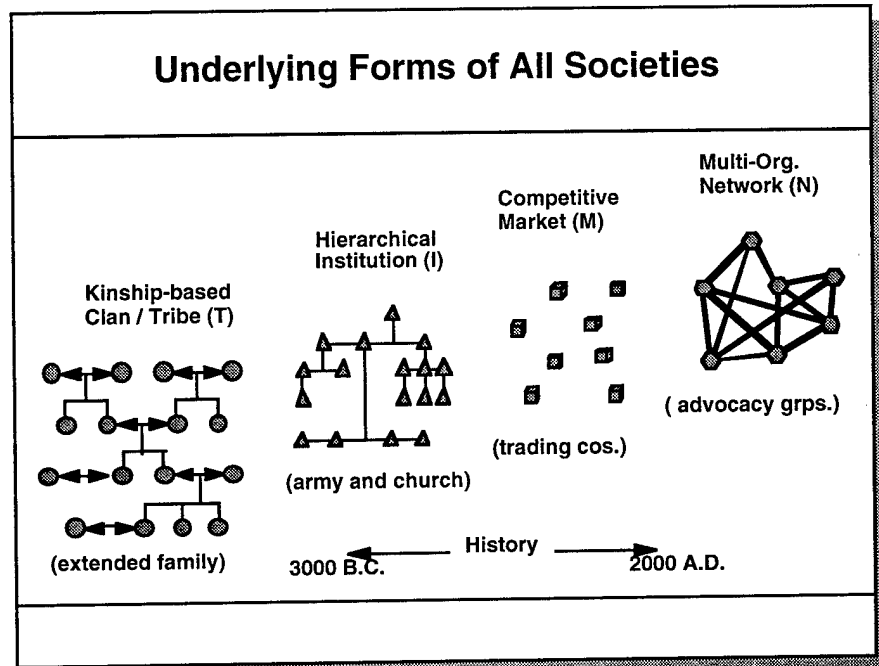 Underlying Forms of All Societies
Multi-Org.
Network (N)
Competitive
Market (M)
Hierarchical
Institution (I)
Kinship-based
Clan / Tribe (T)
( advocacy grps.)
(trading cos.)
(army and church)
(extended family)
History
3000 B.C.
2000 A.D.